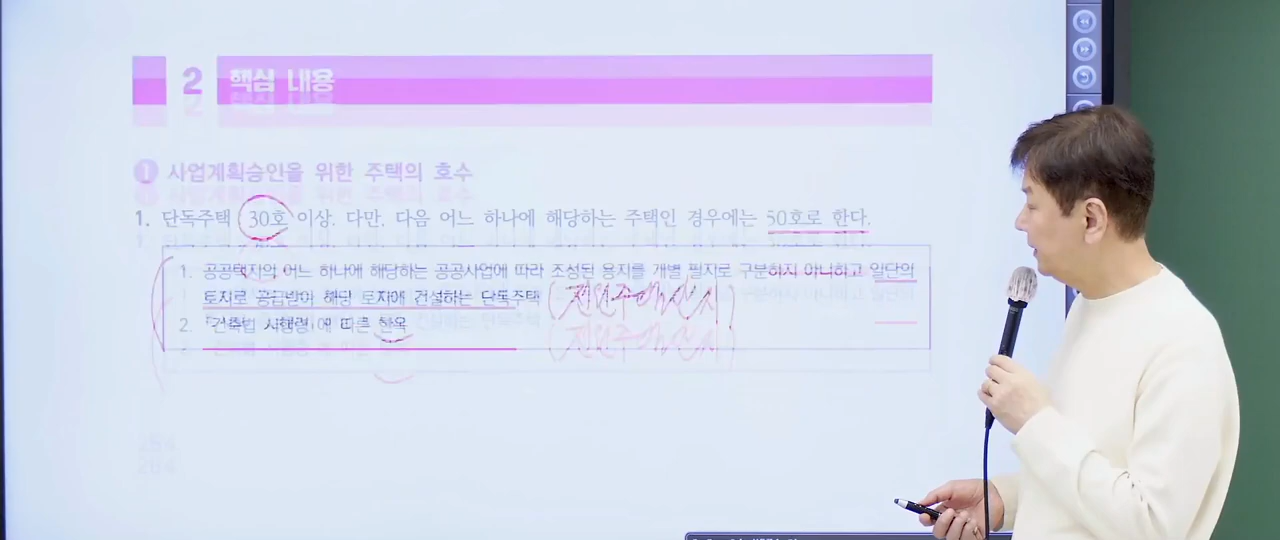 2 핵심 내용
❶ 사업계획승인을 위한 주택의 호수
1. 단독주택 30호 이상. 다만, 다음 어느 하나에 해당하는 주택인 경우에는 50호로 한다.
1. 공공택지의 어느 하나에 해당하는 공공사업에 따라 조성된 용지를 개별 필지로 구분하지 아니하고 일단의
토지로 공급받아 해당 토지에 건설하는 단독주택
2. 「건축법 시행령」에 따른 한옥
284